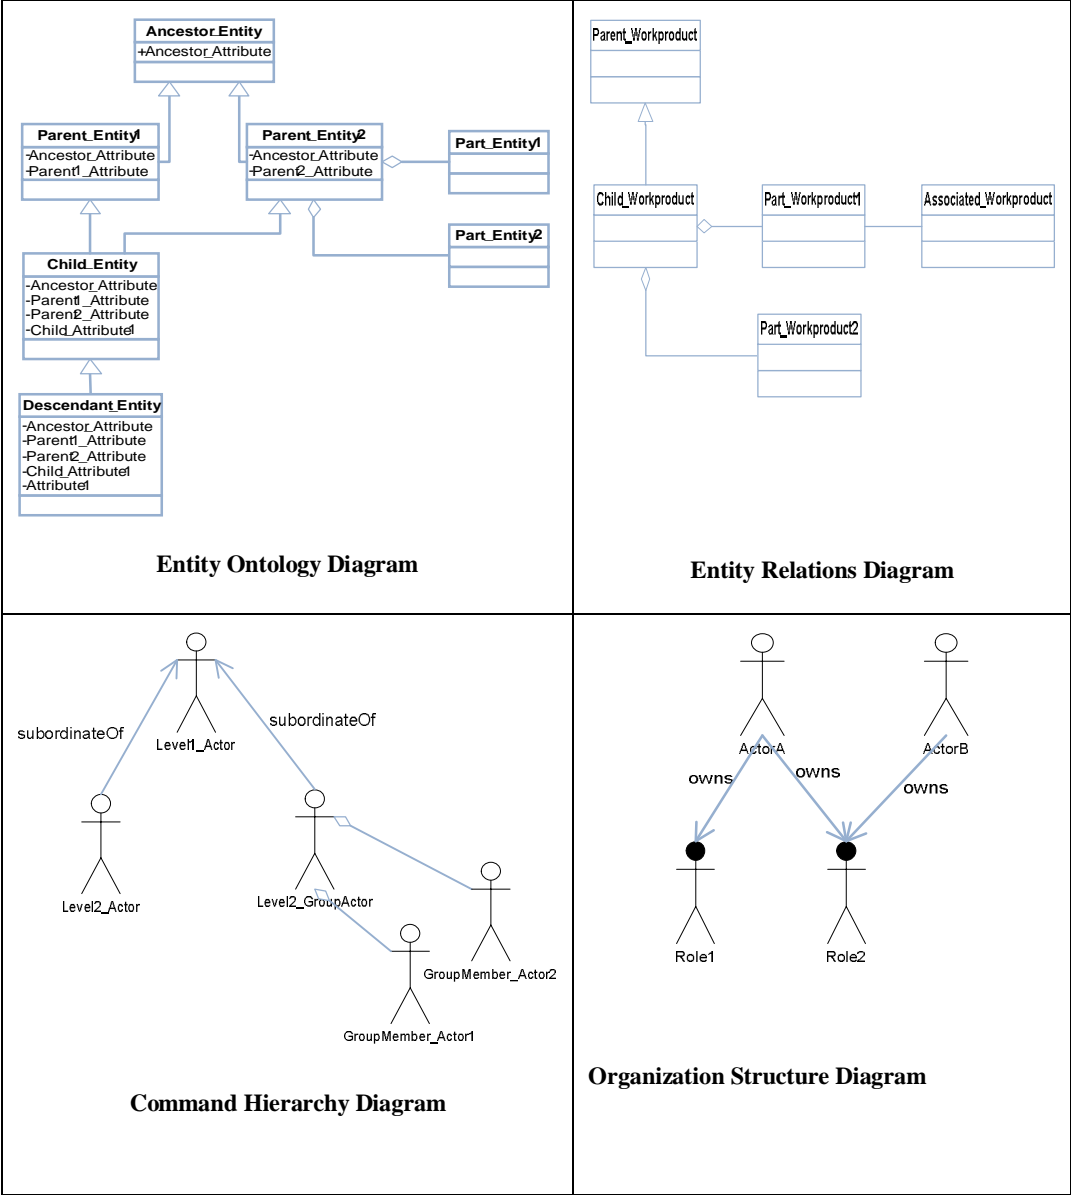 Ancestor_Entity
+Ancestor_Attribute
Parent_Entity1
-Ancestor_Attribute
-Parent1_Attribute
Parent_Entity2
-Ancestor_Attribute
-Parent2_Attribute
Part_Entity1
Part_Entity2
Child_Entity
-Ancestor_Attribute
-Parent1_Attribute
-Parent2_Attribute
-Child_Attribute1
Descendant_Entity
-Ancestor_Attribute
-Parent1_Attribute
-Parent2_Attribute
-Child_Attribute1
-Attribute1
Entity Ontology Diagram
Parent_Workproduct
Child_Workproduct
Part_Workproduct1
Associated_Workproduct
Part_Workproduct2
Entity Relations Diagram
subordinateOf
subordinateOf
Level1_Actor
Level2_Actor
Level2_GroupActor
GroupMember_Actor2
GroupMember_Actor1
Command Hierarchy Diagram
ActorA
ActorB
owns
owns
owns
Role1
Role2
Organization Structure Diagram